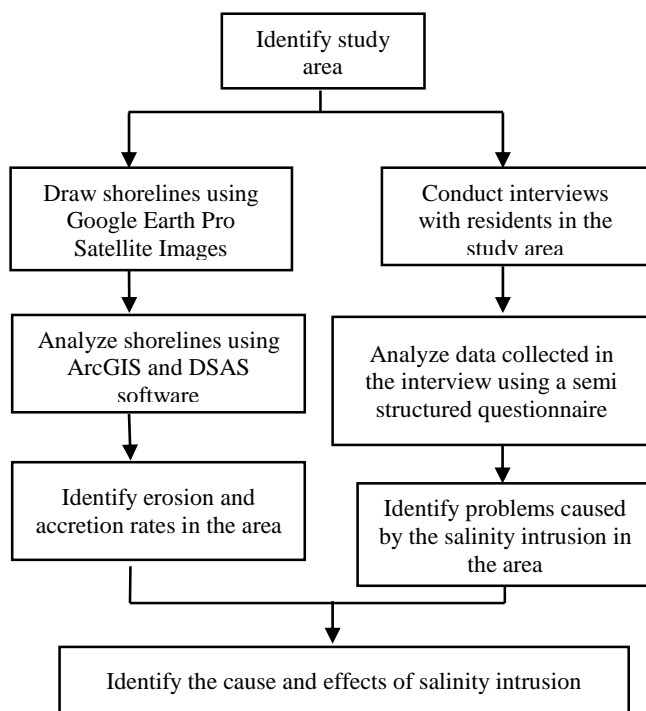 Identify study
area
Draw shorelines using
Google Earth Pro
Satellite Images
Conduct interviews
with residents in the
study area
Analyze shorelines using
ArcGIS and DSAS
software
Analyze data collected in
the interview using a semi
structured questionnaire
Identify erosion and
accretion rates in the area
Identify problems caused
by the salinity intrusion in
the area
Identify the cause and effects of salinity intrusion